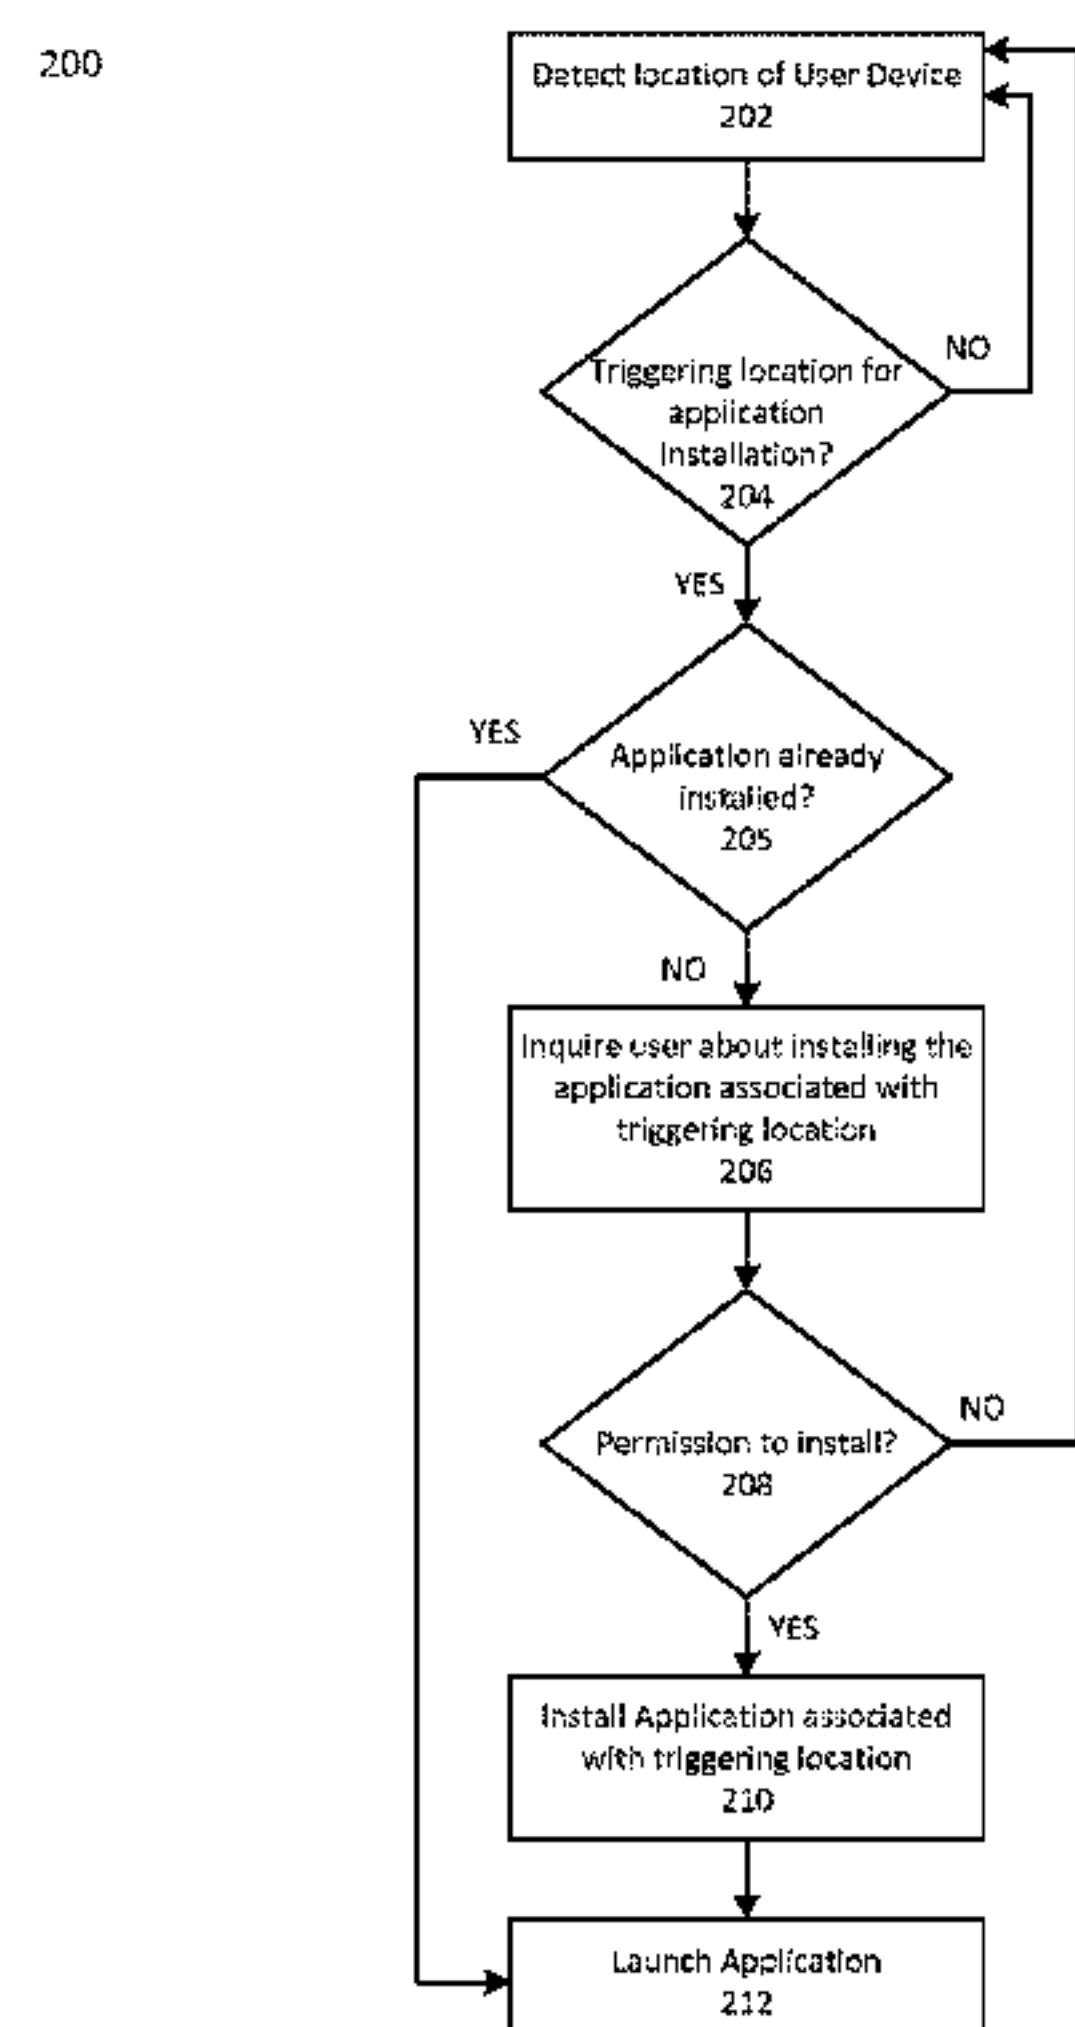 200
Detect location of User Device
202
NO
Triggering location for
application
Installation?
204
YES
YES
Application already
installed?
205
NO
Inquire user about installing the
application associated with
triggering location
206
NO
Permission to install?
208
YES
Install Application associated
with triggering location
210
Launch Application
212